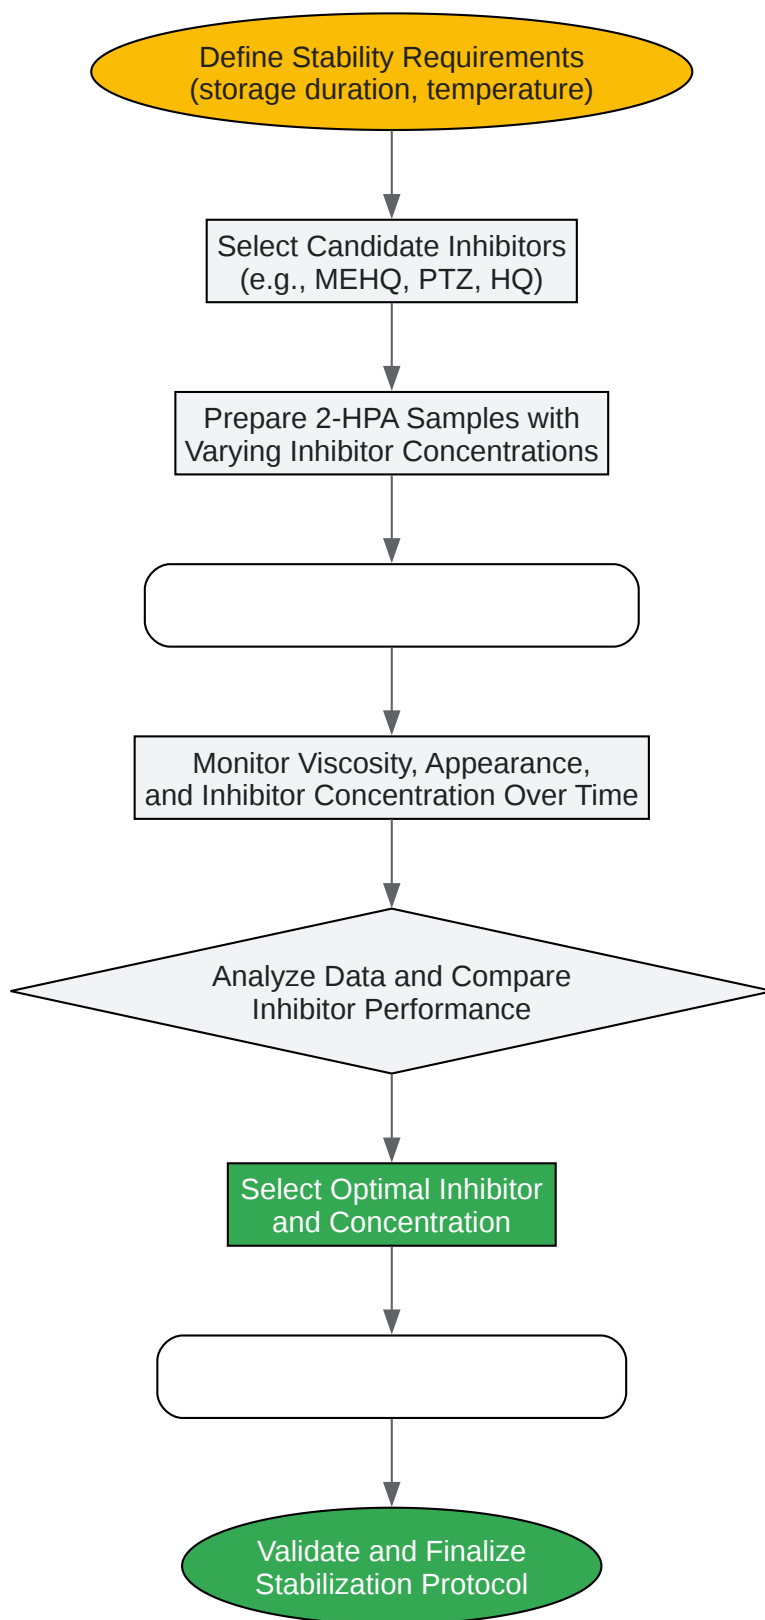 Define Stability Requirements
(storage duration, temperature)
Select Candidate Inhibitors
(e.g., MEHQ, PTZ, HQ)
Prepare 2-HPA Samples with
Varying Inhibitor Concentrations
Monitor Viscosity, Appearance,
and Inhibitor Concentration Over Time
Analyze Data and Compare
Inhibitor Performance
Select Optimal Inhibitor
and Concentration
Validate and Finalize
Stabilization Protocol